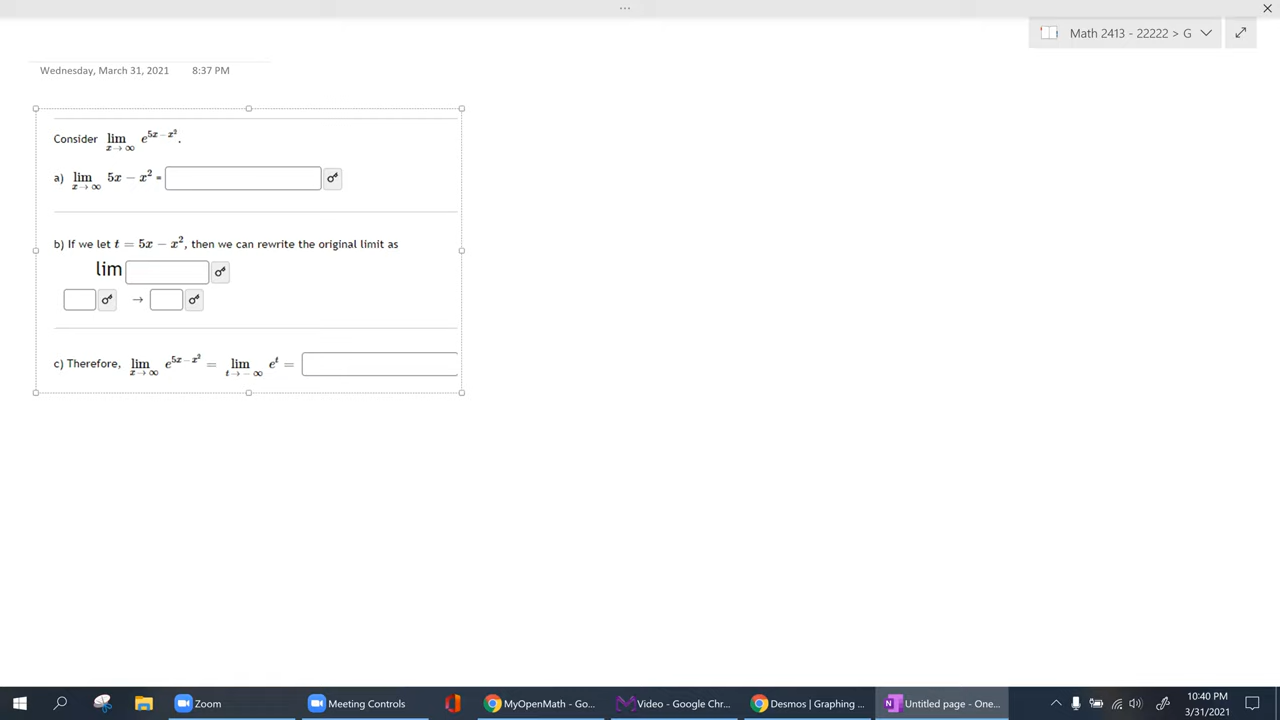 ...
Math 2413 - 22222 > G
Wednesday, March 31, 2021 8:37 PM
Consider lim x→∞ e^(5x − x²).
a) lim x→∞ 5x − x² =
b) If we let t = 5x − x², then we can rewrite the original limit as
lim
→
c) Therefore, lim x→∞ e^(5x − x²) = lim t→ − ∞ e^t =
Zoom
Meeting Controls
MyOpenMath - Go...
Video - Google Chr...
Desmos | Graphing ...
Untitled page - One...
10:40 PM
3/31/2021